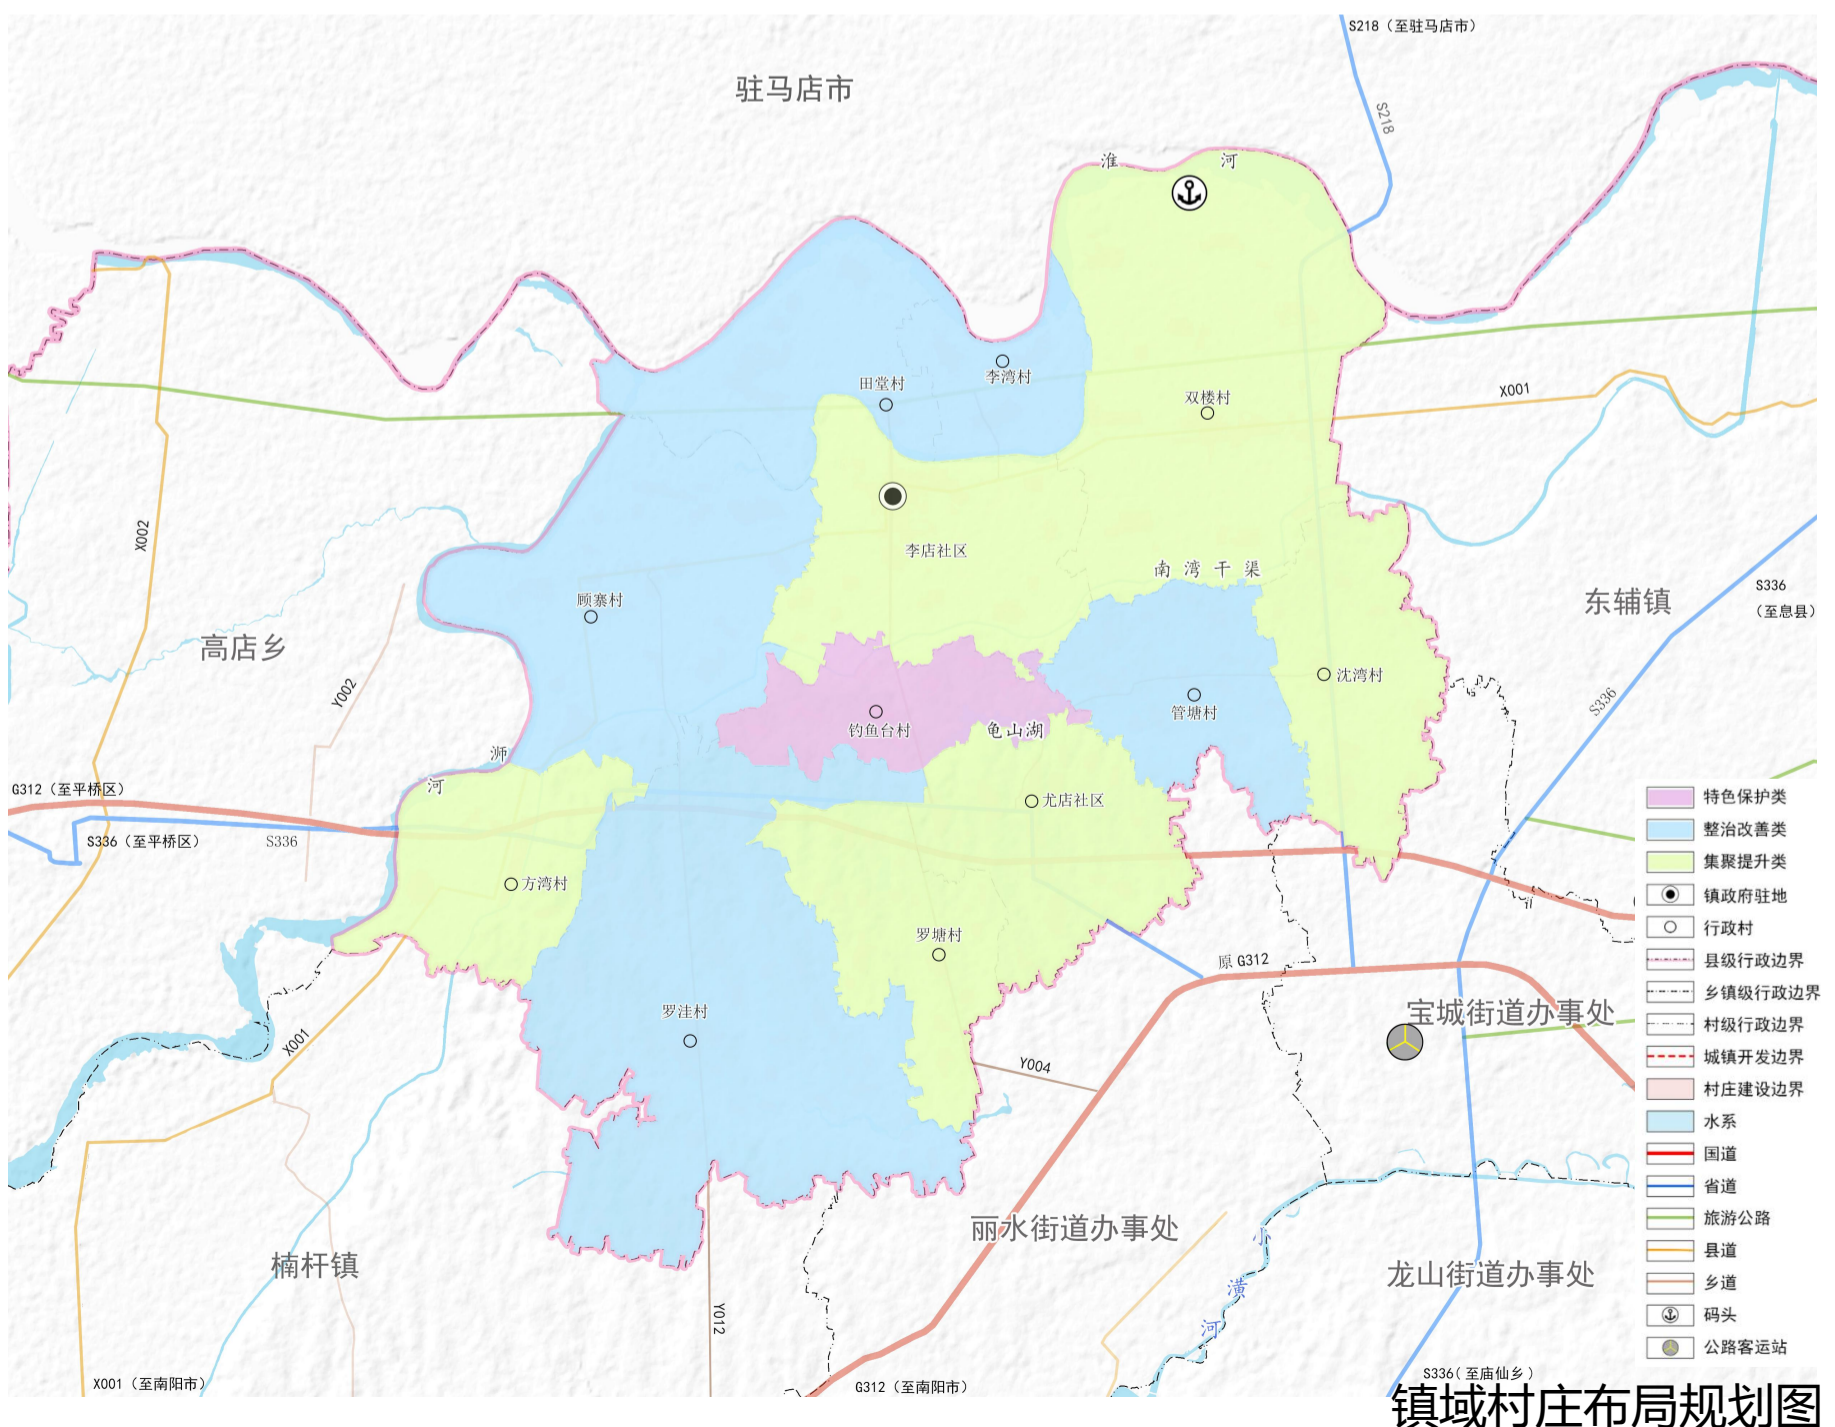 S218（至驻马店市）
驻马店市
S218
淮 河
X001
田堂村
李湾村
双楼村
X002
李店社区
南湾干渠
S336
（至息县）
东辅镇
顾寨村
高店乡
Y002
沈湾村
S336
管塘村
钓鱼台村
龟山湖
浉
河
G312（至平桥区）
S336（至平桥区）
S336
尤店社区
方湾村
罗塘村
原 G312
罗洼村
宝城街道办事处
X001
Y004
丽水街道办事处
小
潢
河
龙山街道办事处
楠杆镇
Y012
X001（至南阳市）
G312（至南阳市）
S336（至庙仙乡）
特色保护类
整治改善类
集聚提升类
镇政府驻地
行政村
县级行政边界
乡镇级行政边界
村级行政边界
城镇开发边界
村庄建设边界
水系
国道
省道
旅游公路
县道
乡道
码头
公路客运站
镇域村庄布局规划图